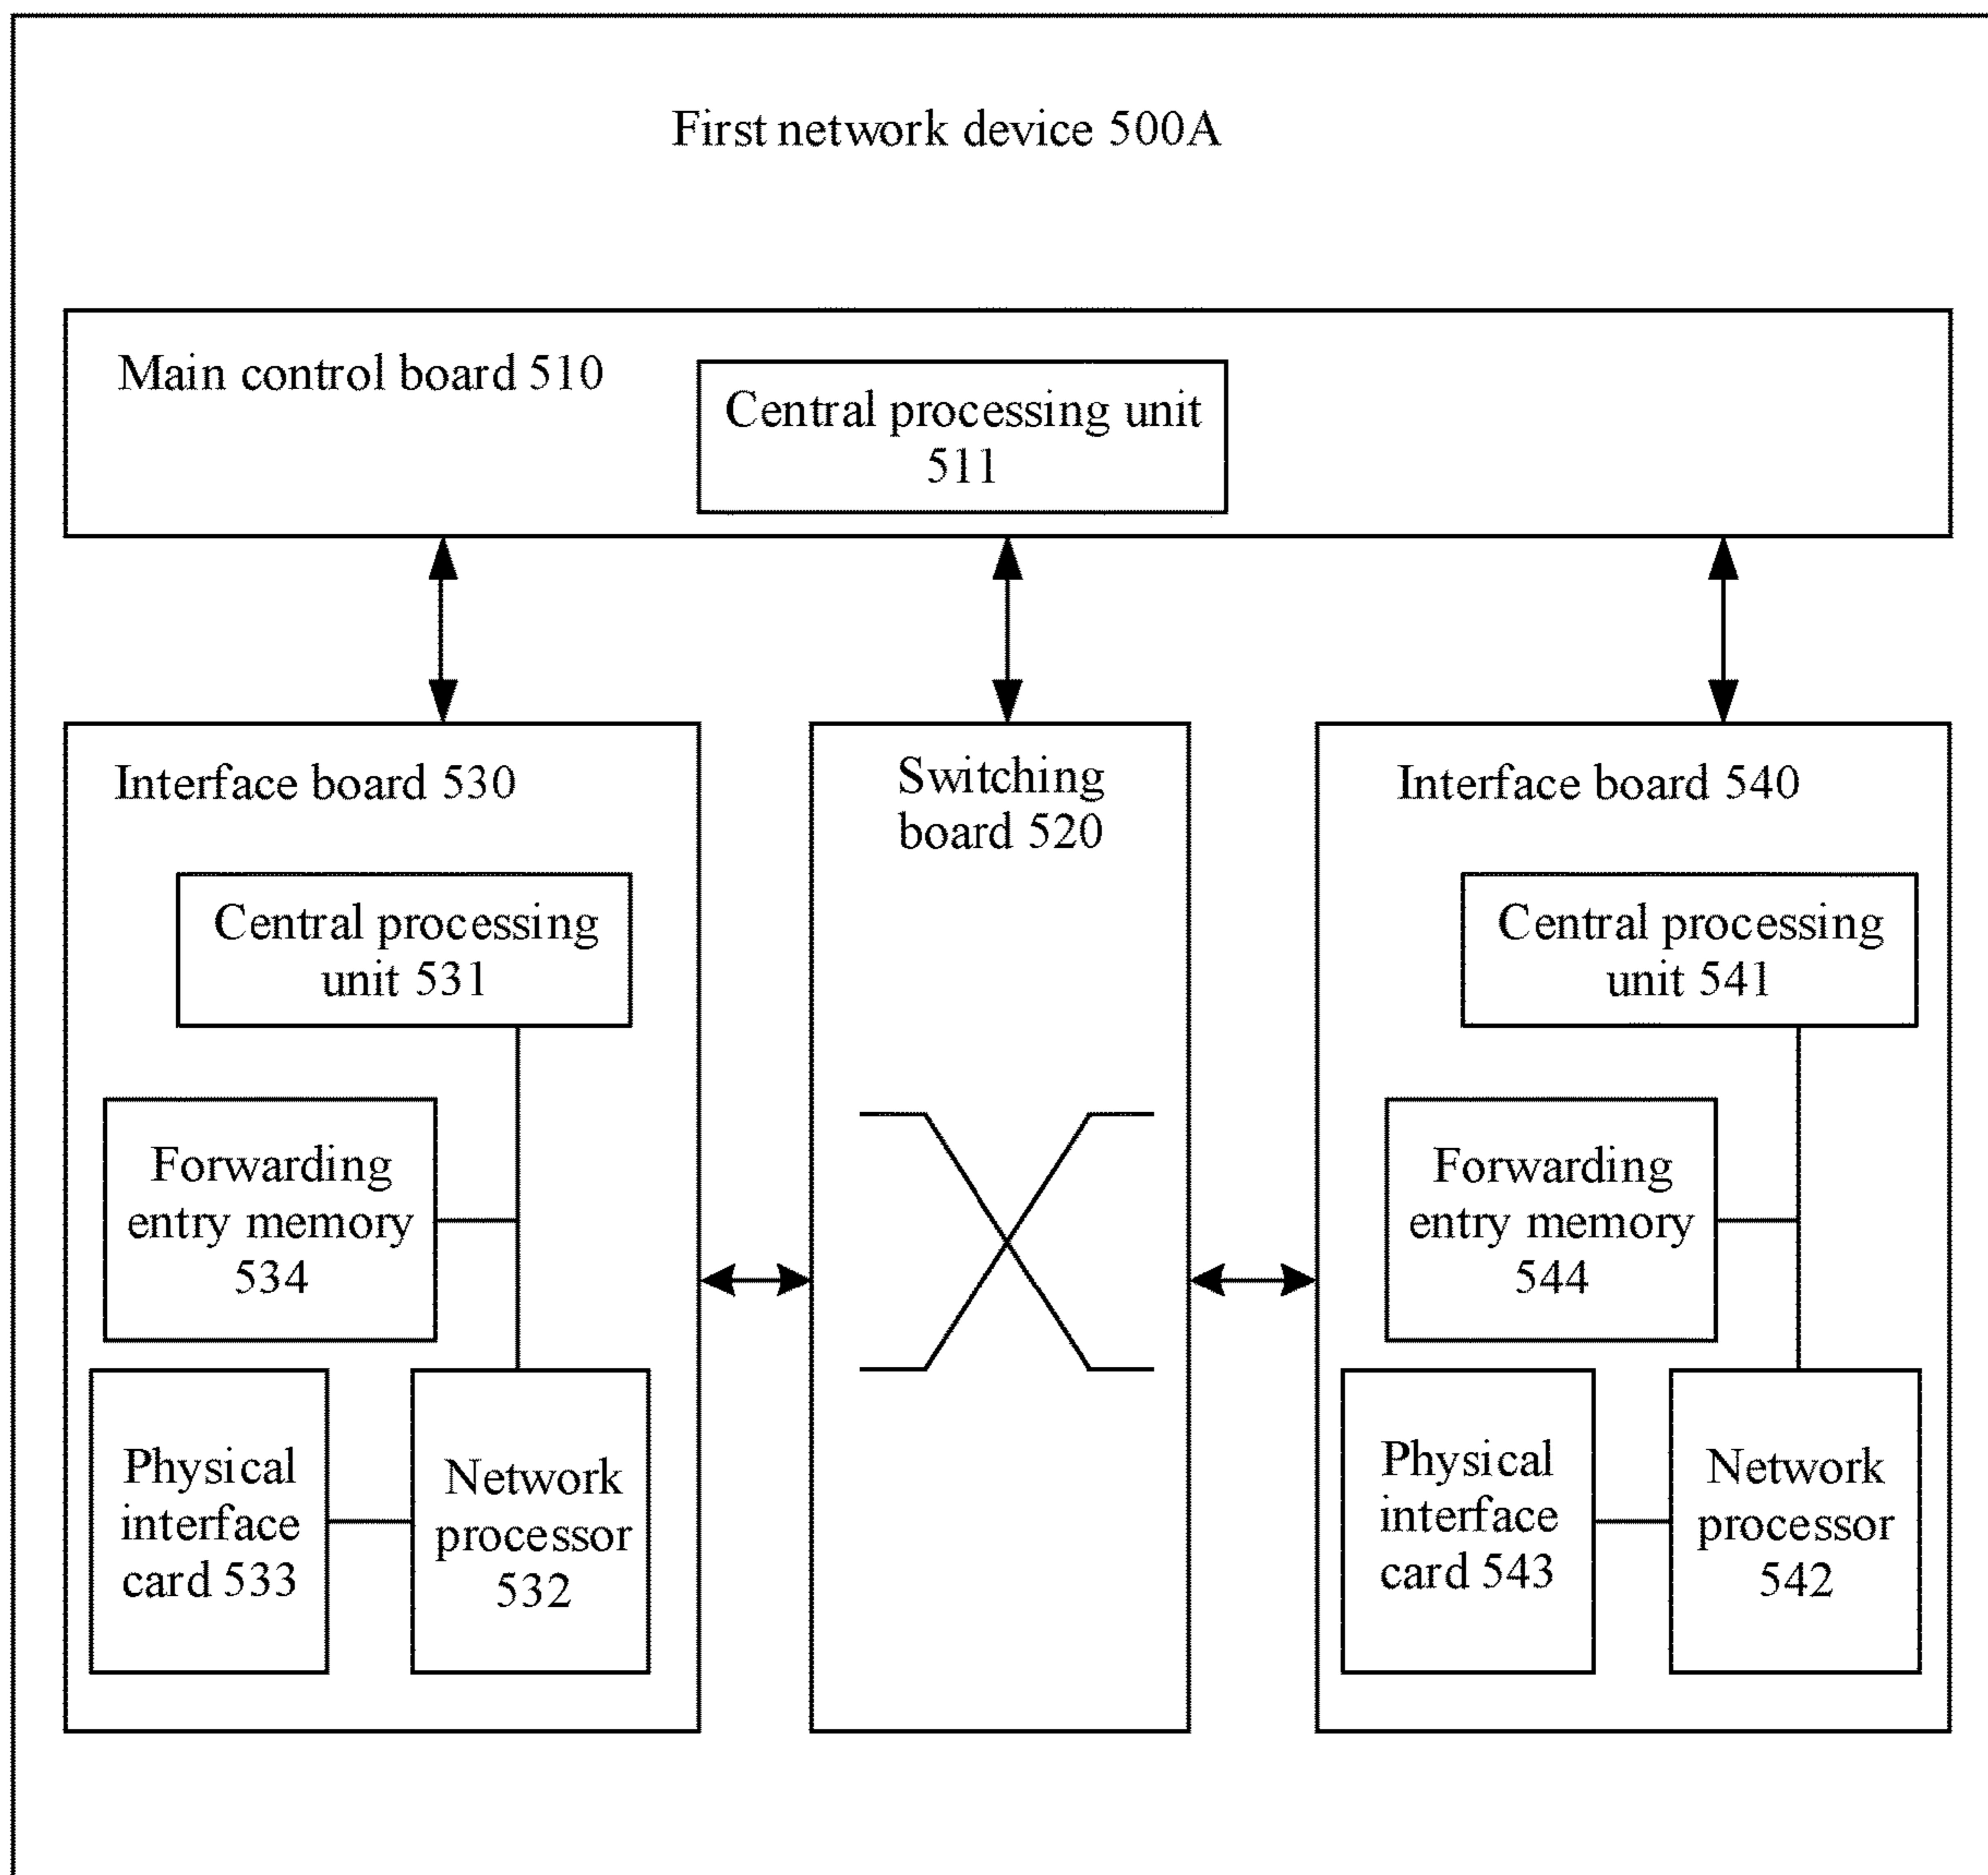 First network device 500A
Main control board 510
Central processing unit
511
Interface board 530
Central processing
unit 531
Forwarding
entry memory
534
Physical
interface
card 533
Network
processor
532
Switching
board 520
Interface board 540
Central processing
unit 541
Forwarding
entry memory
544
Physical
interface
card 543
Network
processor
542